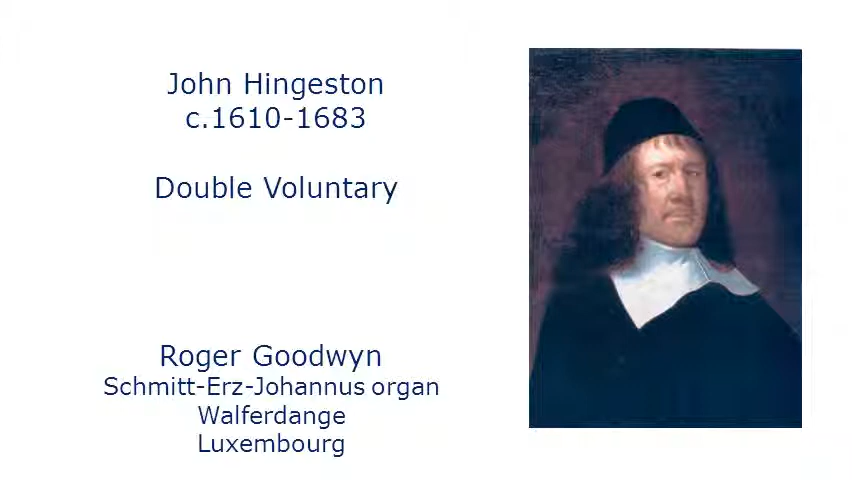 John Hingeston
c.1610-1683
Double Voluntary
Roger Goodwyn
Schmitt-Erz-Johannus organ
Walferdange
Luxembourg